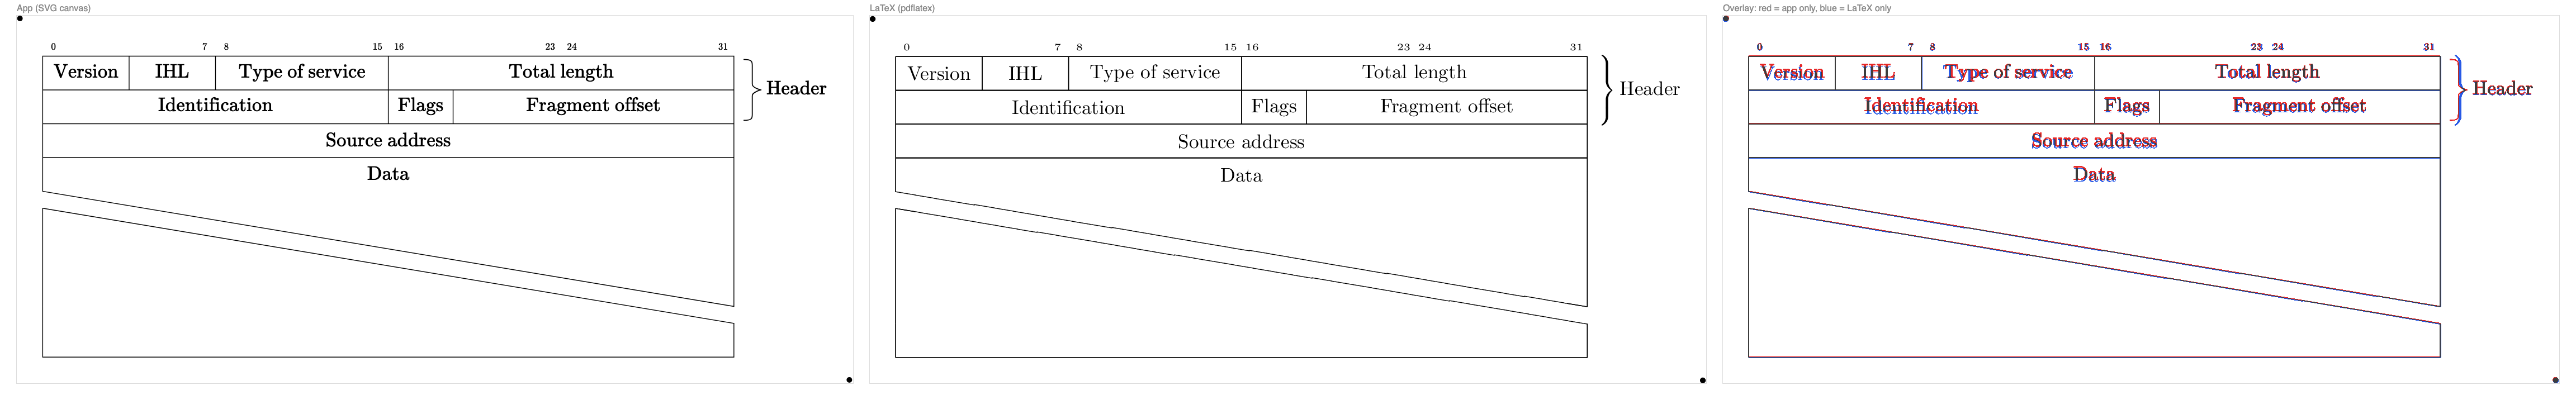 App (SVG canvas)
0 7 8 15 16 23 24 31
Version IHL Type of service Total length
Header
Identification Flags Fragment offset
Source address
Data
LaTeX (pdflatex)
0 7 8 15 16 23 24 31
Version IHL Type of service Total length
Header
Identification Flags Fragment offset
Source address
Data
Overlay: red = app only, blue = LaTeX only
0 7 8 15 16 23 24 31
Version IHL Type of service Total length
Header
Identification Flags Fragment offset
Source address
Data